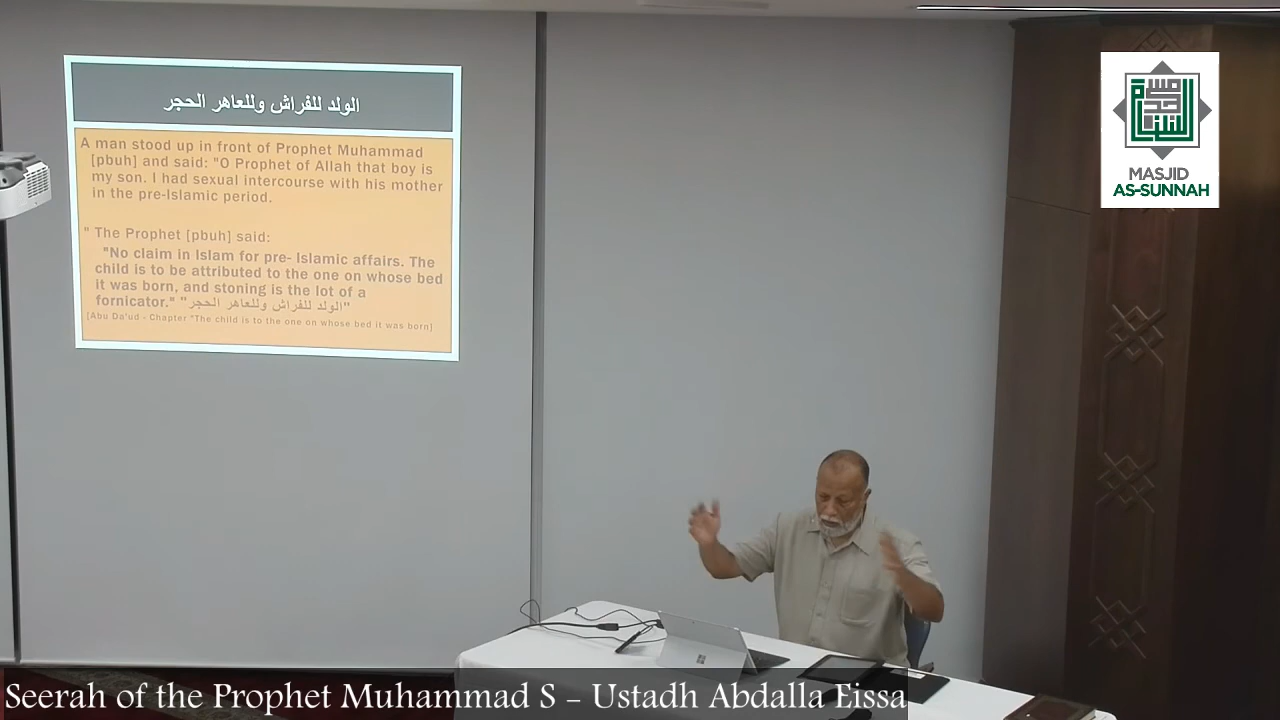 الولد للفراش وللعاهر الحجر
A man stood up in front of Prophet Muhammad
[pbuh] and said: "O Prophet of Allah that boy is
my son. I had sexual intercourse with his mother
in the pre-Islamic period.
" The Prophet [pbuh] said:
"No claim in Islam for pre- Islamic affairs. The
child is to be attributed to the one on whose bed
it was born, and stoning is the lot of a
fornicator." "الولد للفراش وللعاهر الحجر"
[Abu Da'ud - Chapter "The child is to the one on whose bed it was born]
MASJID
AS-SUNNAH
Seerah of the Prophet Muhammad S - Ustadh Abdalla Eissa